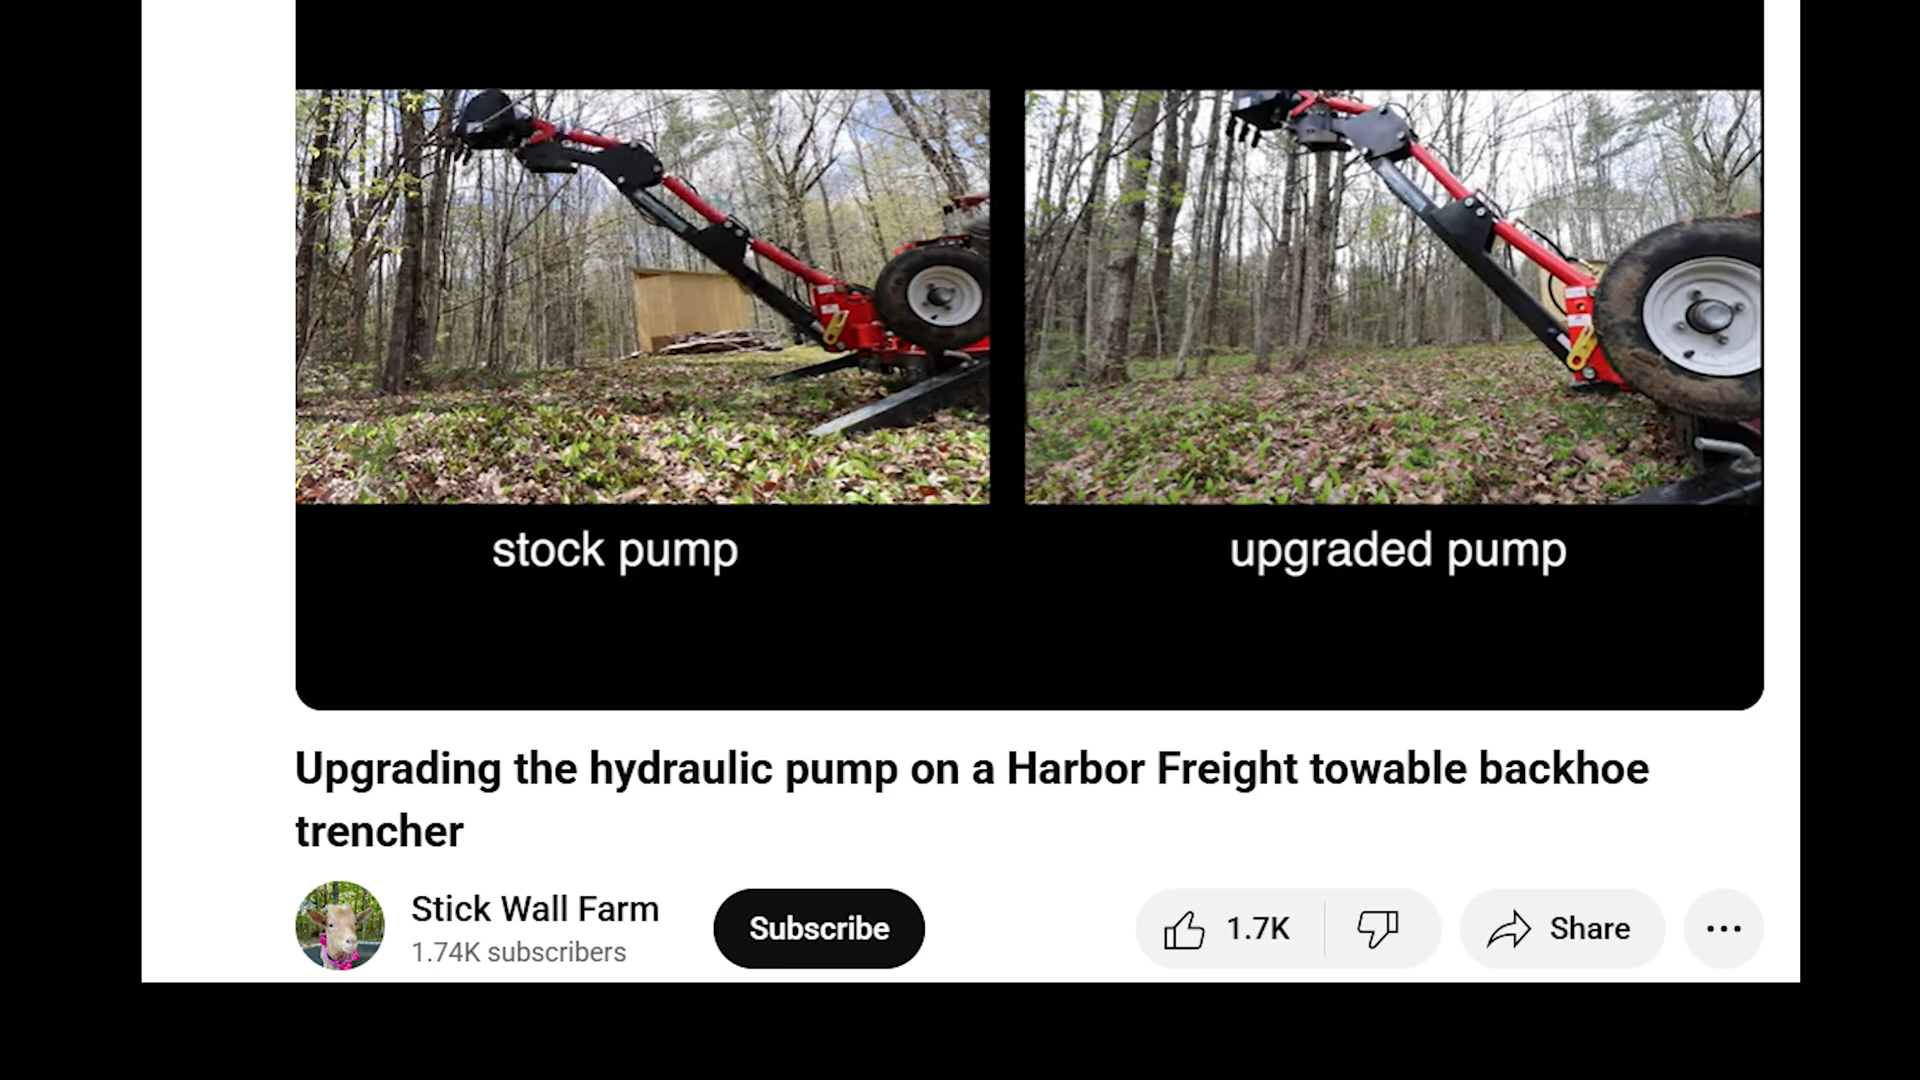 stock pump
upgraded pump
Upgrading the hydraulic pump on a Harbor Freight towable backhoe
trencher
Stick Wall Farm
1.74K subscribers
Subscribe
1.7K
Share